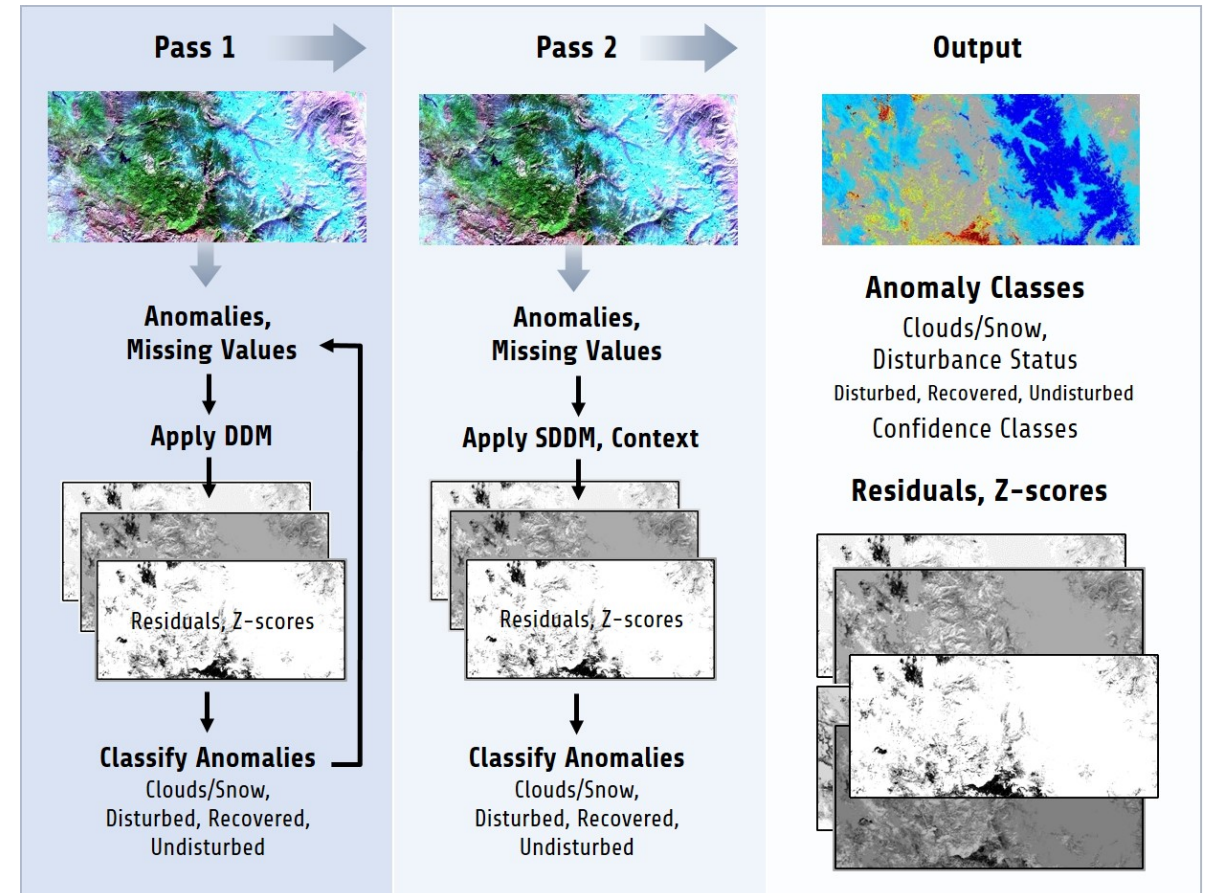 Pass 1
Anomalies,
Missing Values
Apply DDM
Residuals, Z-scores
Classify Anomalies
Clouds/Snow,
Disturbed, Recovered,
Undisturbed
Pass 2
Anomalies,
Missing Values
Apply SDDM, Context
Residuals, Z-scores
Classify Anomalies
Clouds/Snow,
Disturbed, Recovered,
Undisturbed
Output
Anomaly Classes
Clouds/Snow,
Disturbance Status
Disturbed, Recovered, Undisturbed
Confidence Classes
Residuals, Z-scores